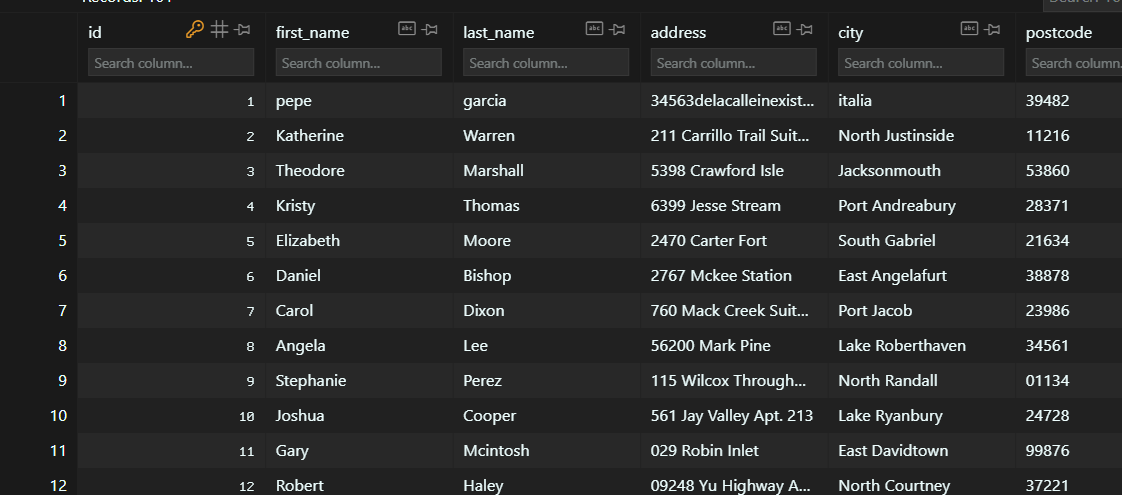 Records: 101
id first_name last_name address city postcode
Search column... Search column... Search column... Search column... Search column... Search column.
1 1 pepe garcia 34563delacalleinexist... italia 39482
2 2 Katherine Warren 211 Carrillo Trail Suit... North Justinside 11216
3 3 Theodore Marshall 5398 Crawford Isle Jacksonmouth 53860
4 4 Kristy Thomas 6399 Jesse Stream Port Andreabury 28371
5 5 Elizabeth Moore 2470 Carter Fort South Gabriel 21634
6 6 Daniel Bishop 2767 Mckee Station East Angelafurt 38878
7 7 Carol Dixon 760 Mack Creek Suit... Port Jacob 23986
8 8 Angela Lee 56200 Mark Pine Lake Roberthaven 34561
9 9 Stephanie Perez 115 Wilcox Through... North Randall 01134
10 10 Joshua Cooper 561 Jay Valley Apt. 213 Lake Ryanbury 24728
11 11 Gary Mcintosh 029 Robin Inlet East Davidtown 99876
12 12 Robert Haley 09248 Yu Highway A... North Courtney 37221